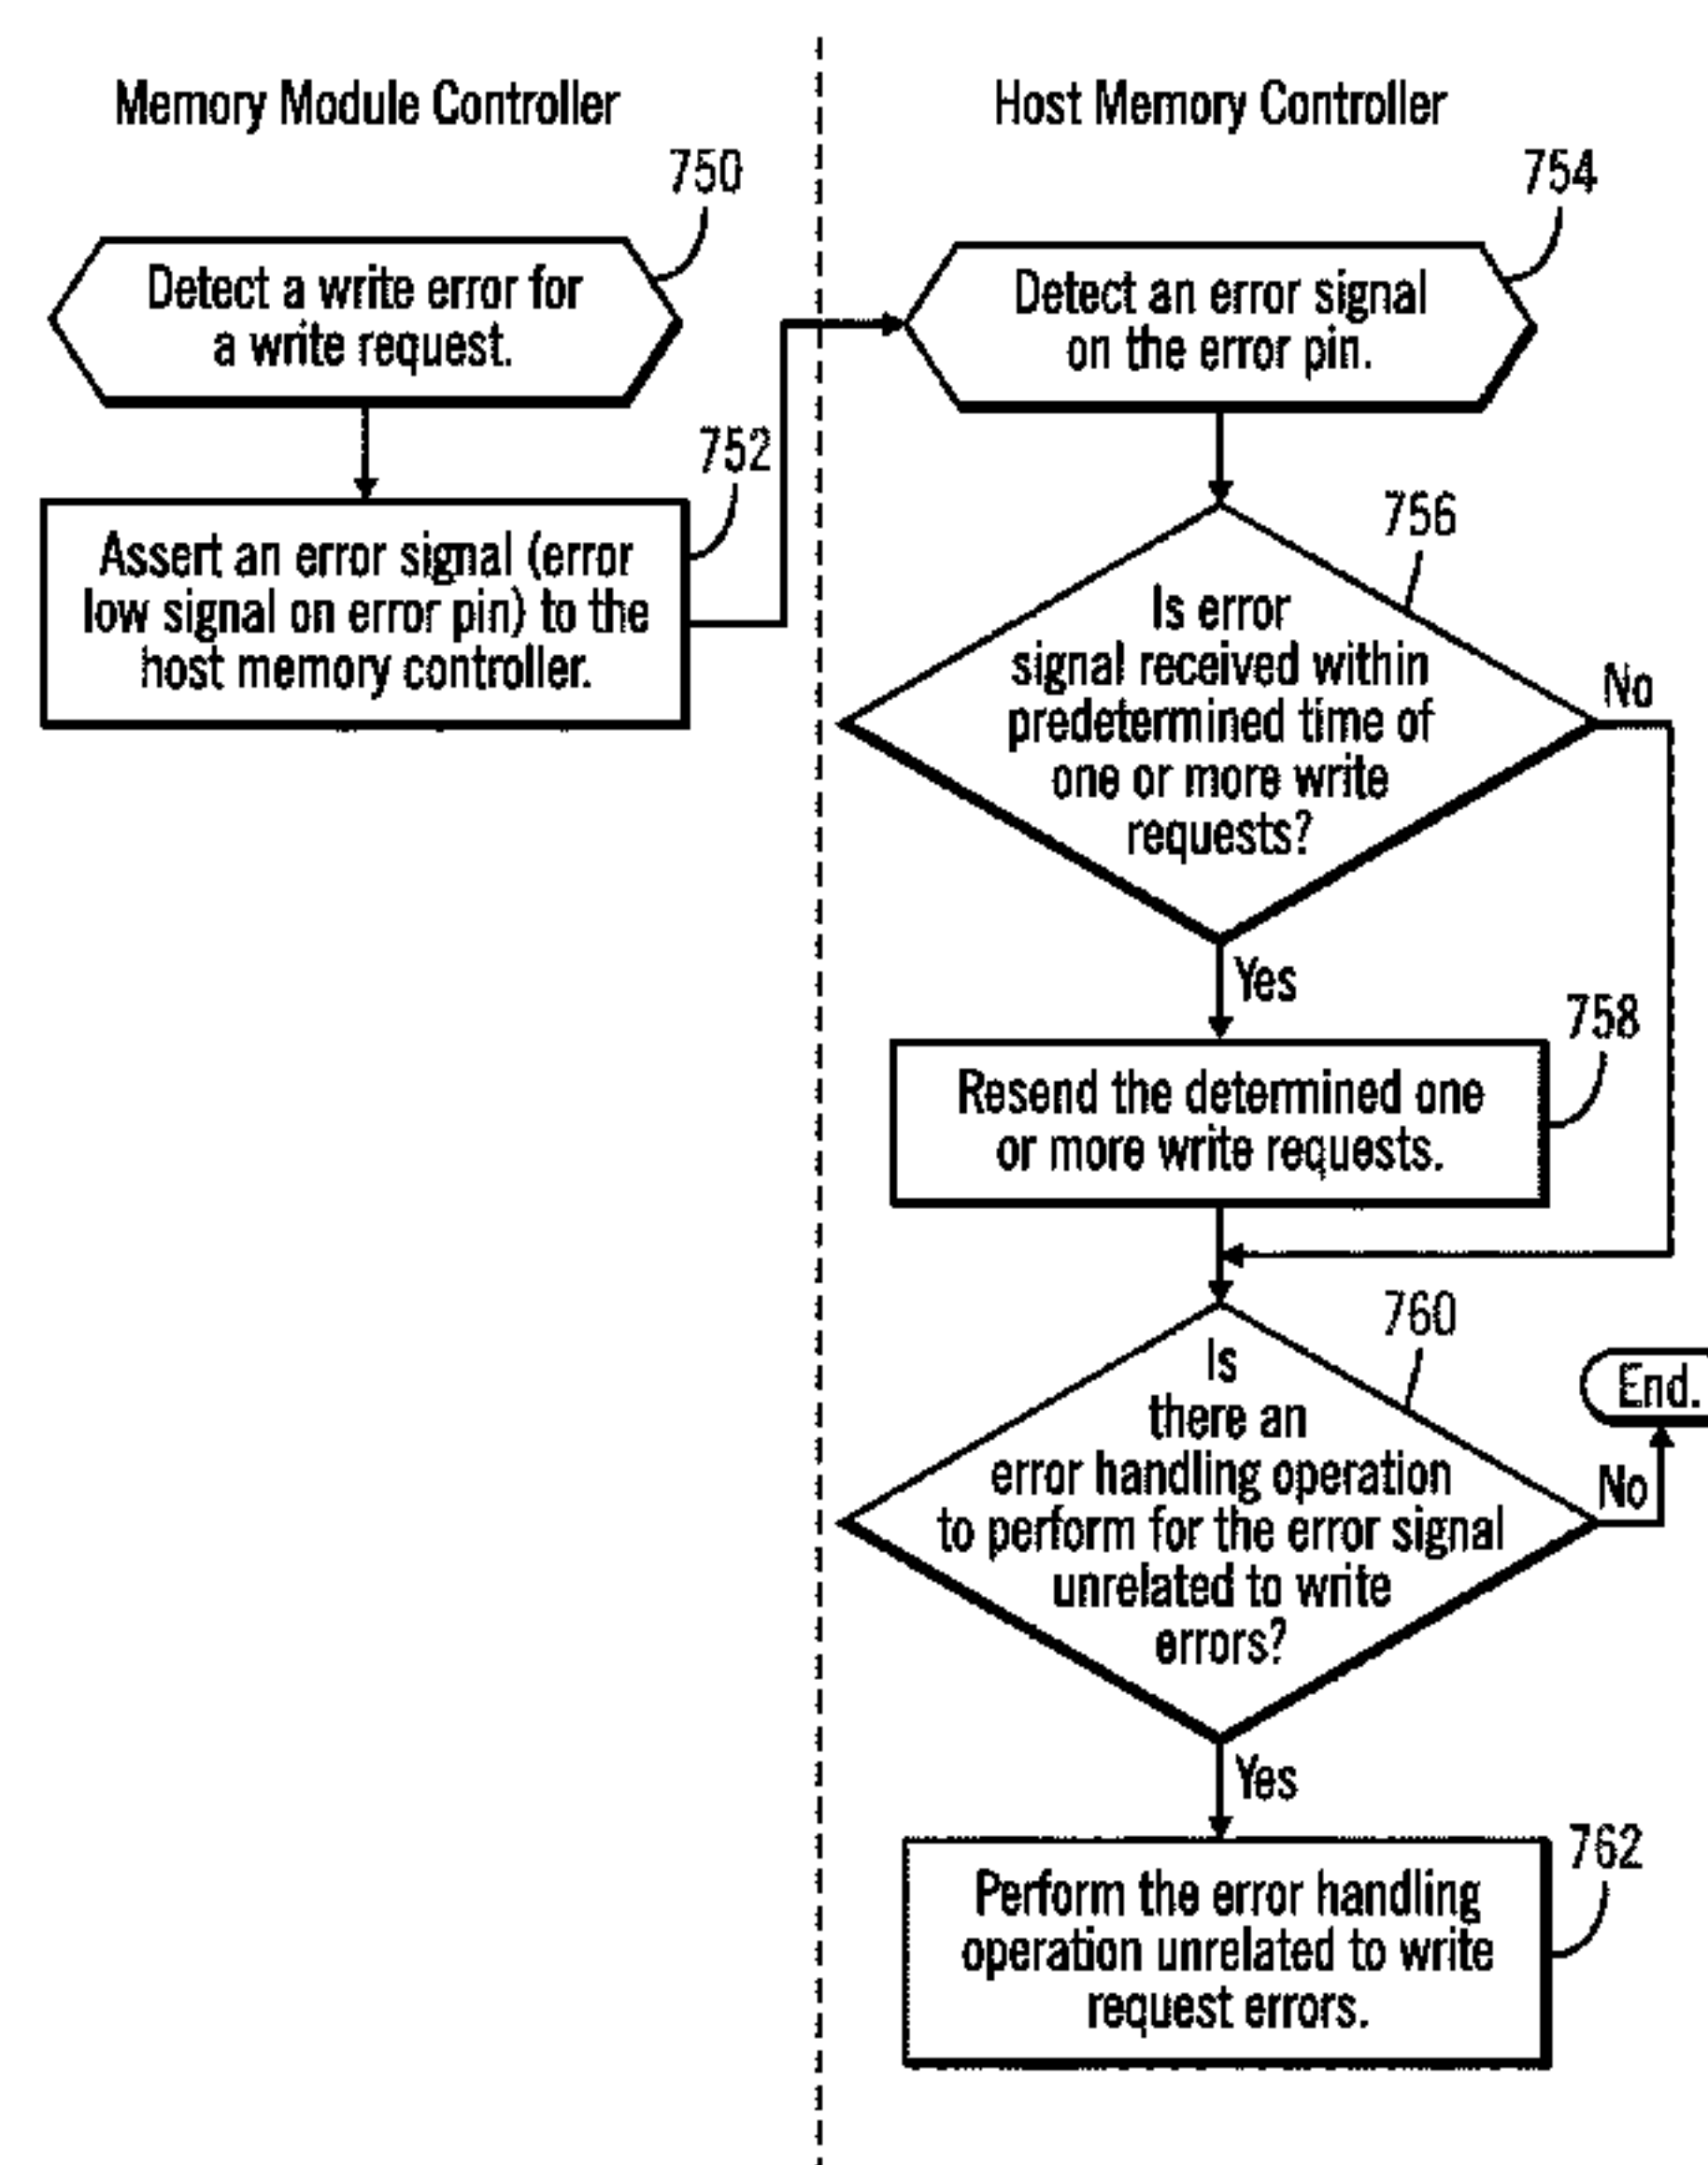 Memory Module Controller
750
Detect a write error for
a write request.
752
Assert an error signal (error
low signal on error pin) to the
host memory controller.
Host Memory Controller
754
Detect an error signal
on the error pin.
756
Is error
signal received within
predetermined time of
one or more write
requests?
No
Yes
758
Resend the determined one
or more write requests.
760
Is
there an
error handling operation
to perform for the error signal
unrelated to write
errors?
End.
No
Yes
762
Perform the error handling
operation unrelated to write
request errors.